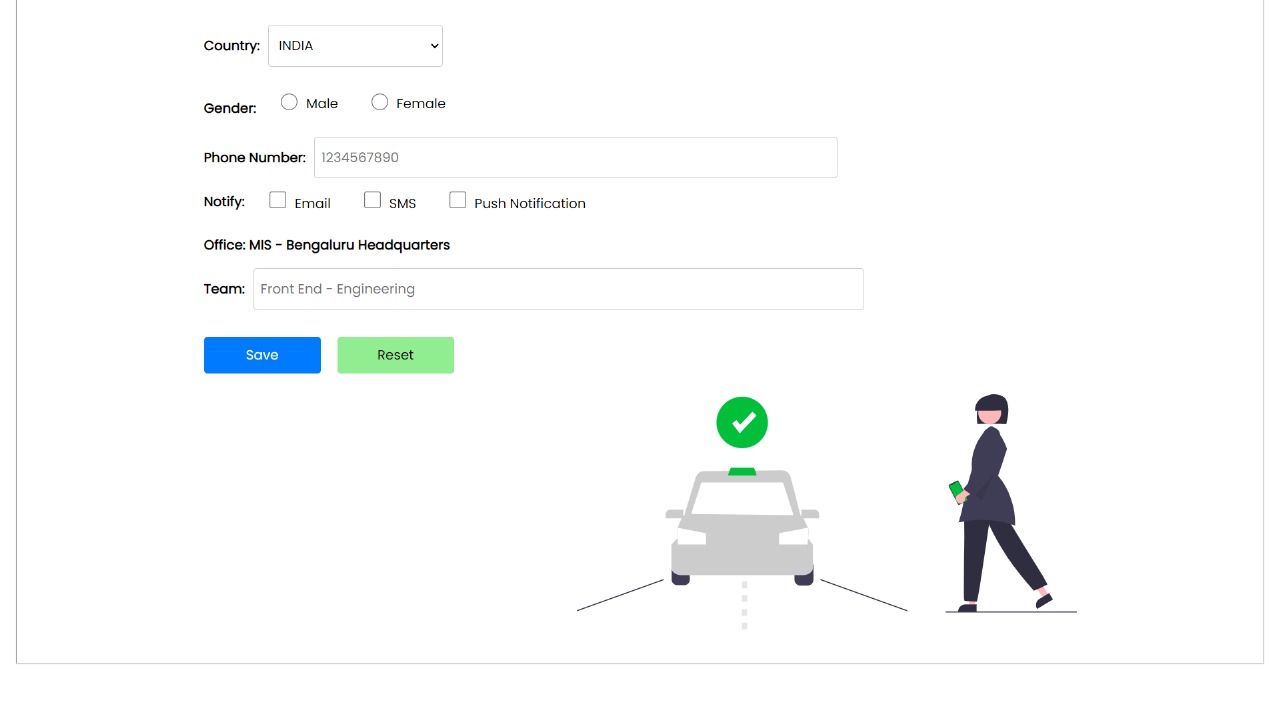 Country: INDIA
Gender: Male Female
Phone Number: 1234567890
Notify: Email SMS Push Notification
Office: MIS - Bengaluru Headquarters
Team: Front End - Engineering
Save Reset